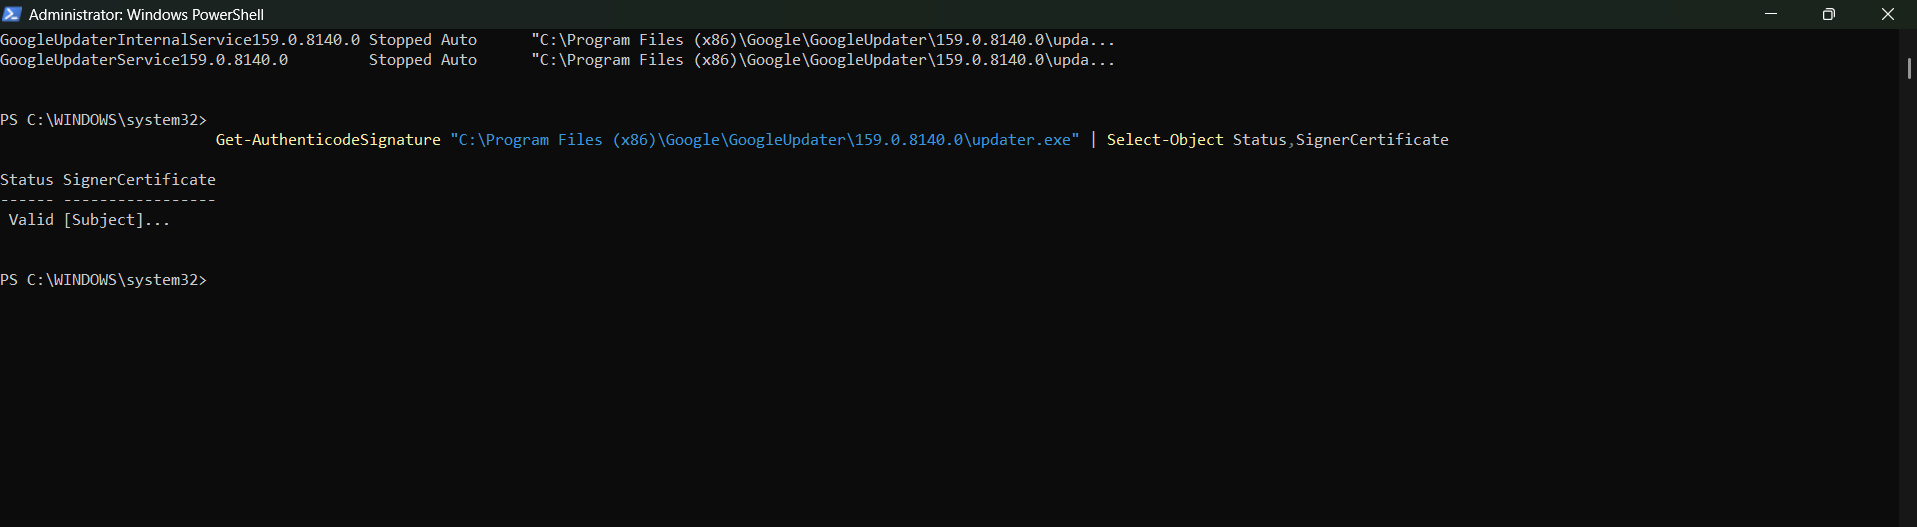 Administrator: Windows PowerShell
GoogleUpdaterInternalService159.0.8140.0 Stopped Auto "C:\Program Files (x86)\Google\GoogleUpdater\159.0.8140.0\upda...
GoogleUpdaterService159.0.8140.0 Stopped Auto "C:\Program Files (x86)\Google\GoogleUpdater\159.0.8140.0\upda...
PS C:\WINDOWS\system32>
Get-AuthenticodeSignature "C:\Program Files (x86)\Google\GoogleUpdater\159.0.8140.0\updater.exe" | Select-Object Status,SignerCertificate
Status SignerCertificate
------ -----------------
Valid [Subject]...
PS C:\WINDOWS\system32>